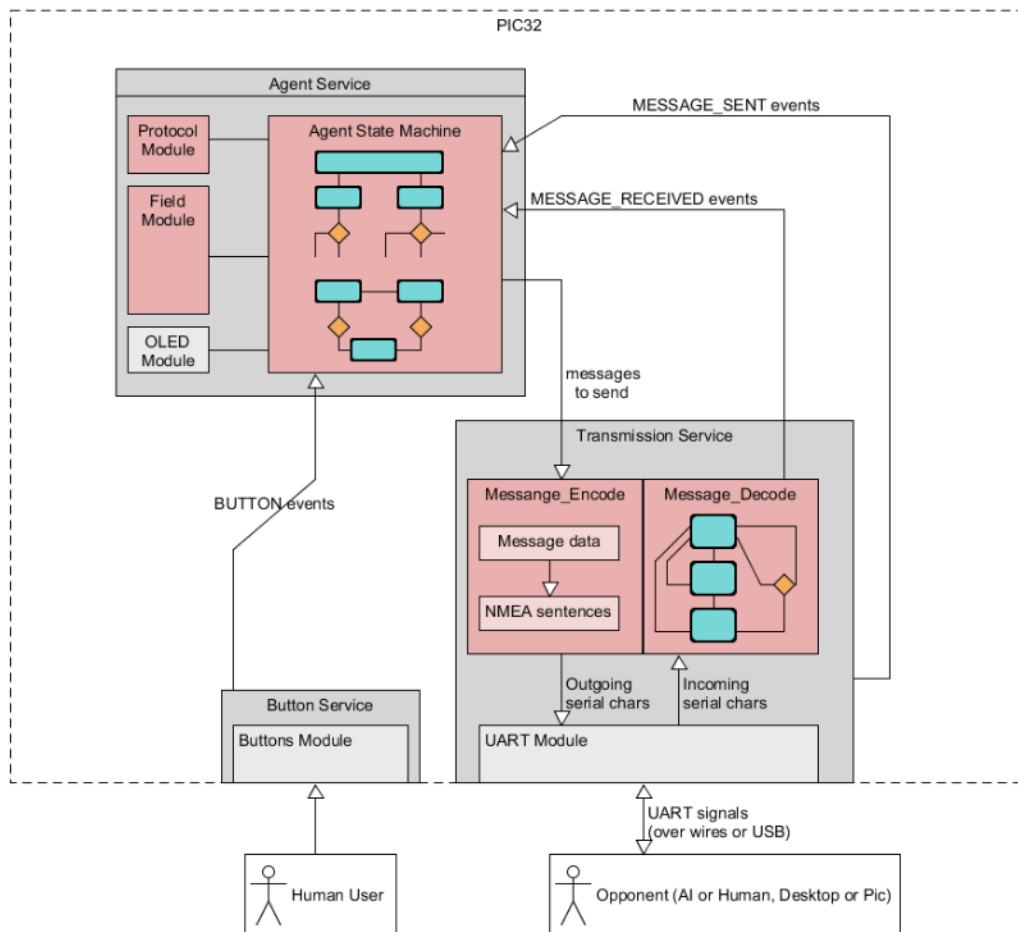 PIC32
Agent Service
MESSAGE_SENT events
Protocol
Module
Agent State Machine
MESSAGE_RECEIVED events
Field
Module
OLED
Module
messages
to send
Transmission Service
BUTTON events
Messange_Encode
Message_Decode
Message data
NMEA sentences
Outgoing
serial chars
Incoming
serial chars
Button Service
Buttons Module
UART Module
UART signals
(over wires or USB)
Human User
Opponent (AI or Human, Desktop or Pic)